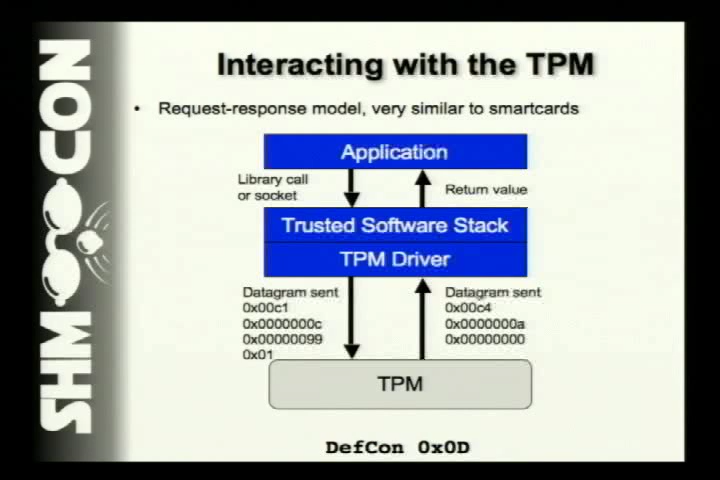 SHMOOCON
Interacting with the TPM
• Request-response model, very similar to smartcards
Application
Library call
or socket
Return value
Trusted Software Stack
TPM Driver
Datagram sent
0x00c1
0x0000000c
0x00000099
0x01
Datagram sent
0x00c4
0x0000000a
0x00000000
TPM
DefCon 0x0D